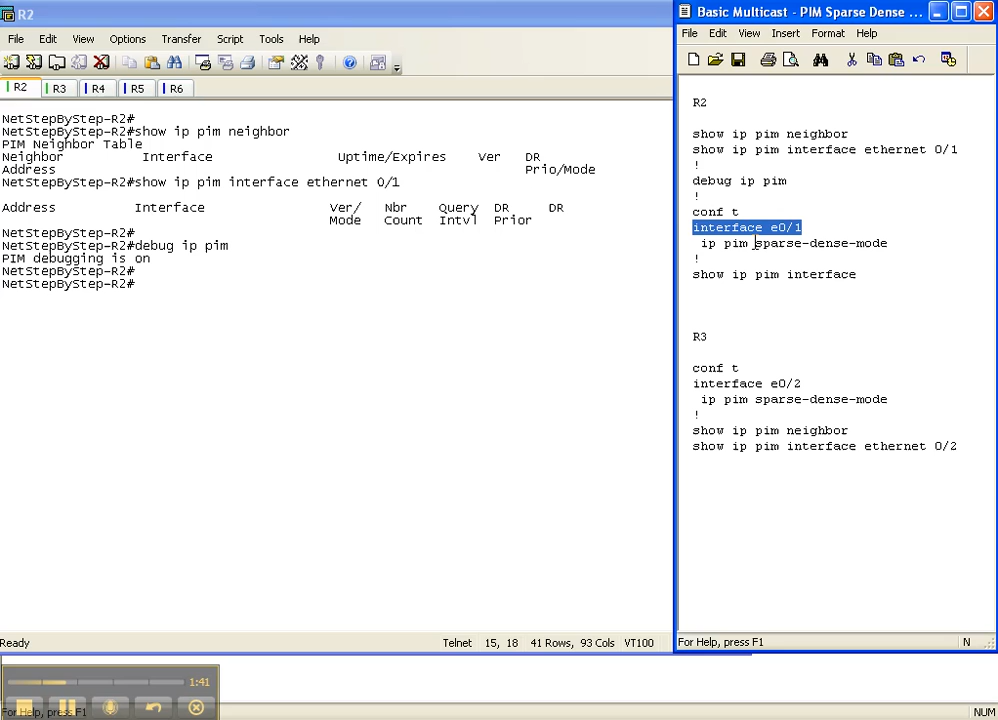 R2
File Edit View Options Transfer Script Tools Help
R2 R3 R4 R5 R6
NetStepByStep-R2#
NetStepByStep-R2#show ip pim neighbor
PIM Neighbor Table
Neighbor Interface Uptime/Expires Ver DR
Address Prio/Mode
NetStepByStep-R2#show ip pim interface ethernet 0/1
Address Interface Ver/ Nbr Query DR DR
Mode Count Intvl Prior
NetStepByStep-R2#
NetStepByStep-R2#debug ip pim
PIM debugging is on
NetStepByStep-R2#
NetStepByStep-R2#
Ready Telnet 15, 18 41 Rows, 93 Cols VT100
Basic Multicast - PIM Sparse Dense ...
File Edit View Insert Format Help
R2
show ip pim neighbor
show ip pim interface ethernet 0/1
!
debug ip pim
!
conf t
interface e0/1
ip pim sparse-dense-mode
!
show ip pim interface
R3
conf t
interface e0/2
ip pim sparse-dense-mode
!
show ip pim neighbor
show ip pim interface ethernet 0/2
For Help, press F1 N
1:41
For Help, press F1 NUM